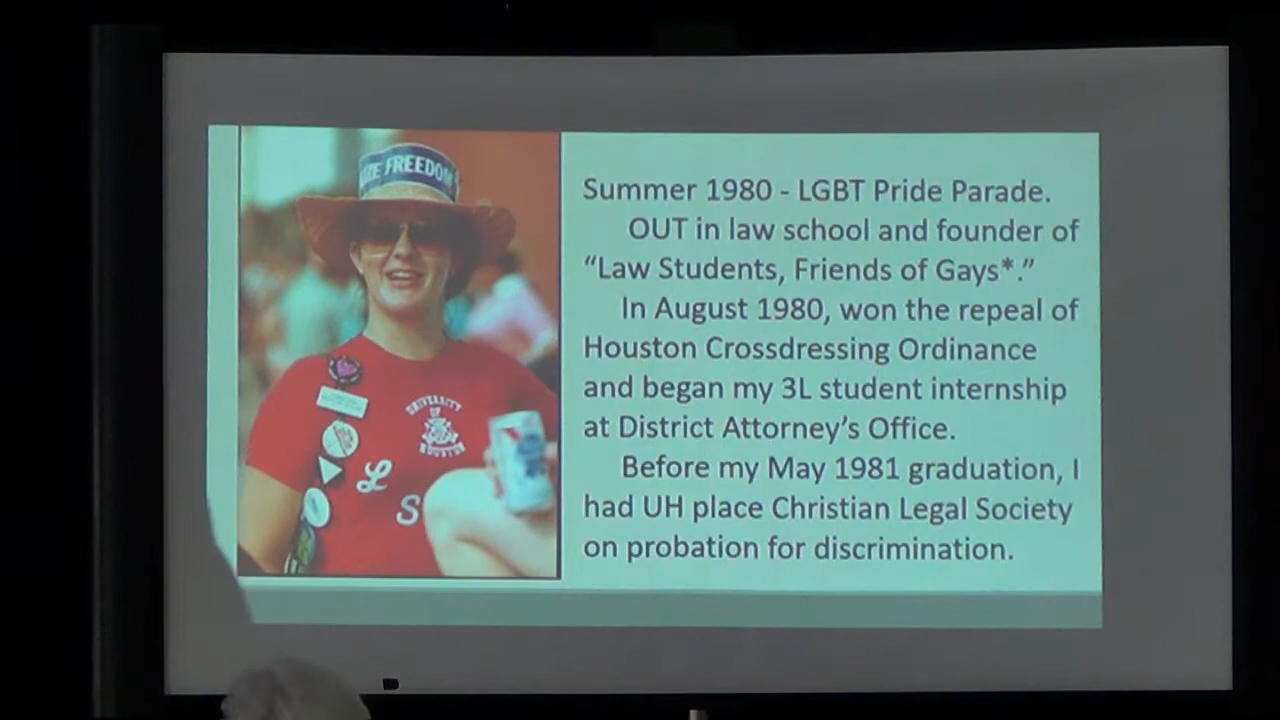 ZE FREEDOM
UNIVERSITY
OF
HOUSTON
L
S
Summer 1980 - LGBT Pride Parade.
OUT in law school and founder of
“Law Students, Friends of Gays*.”
In August 1980, won the repeal of
Houston Crossdressing Ordinance
and began my 3L student internship
at District Attorney’s Office.
Before my May 1981 graduation, I
had UH place Christian Legal Society
on probation for discrimination.